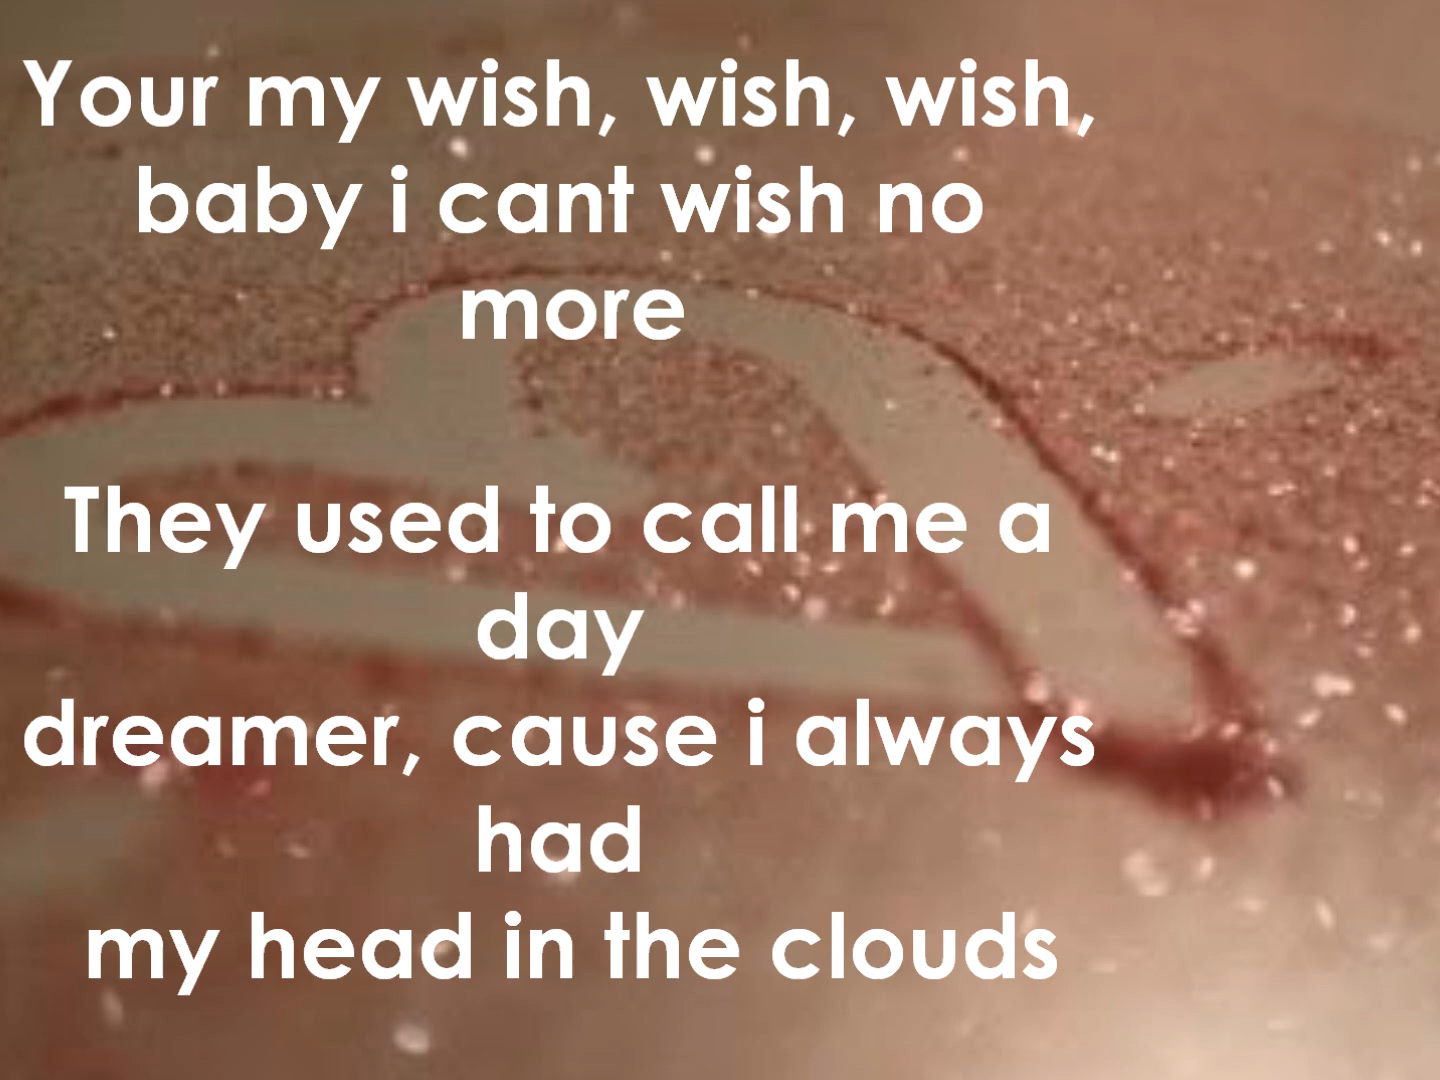 Your my wish, wish, wish,
baby i cant wish no
more
They used to call me a
day
dreamer, cause i always
had
my head in the clouds